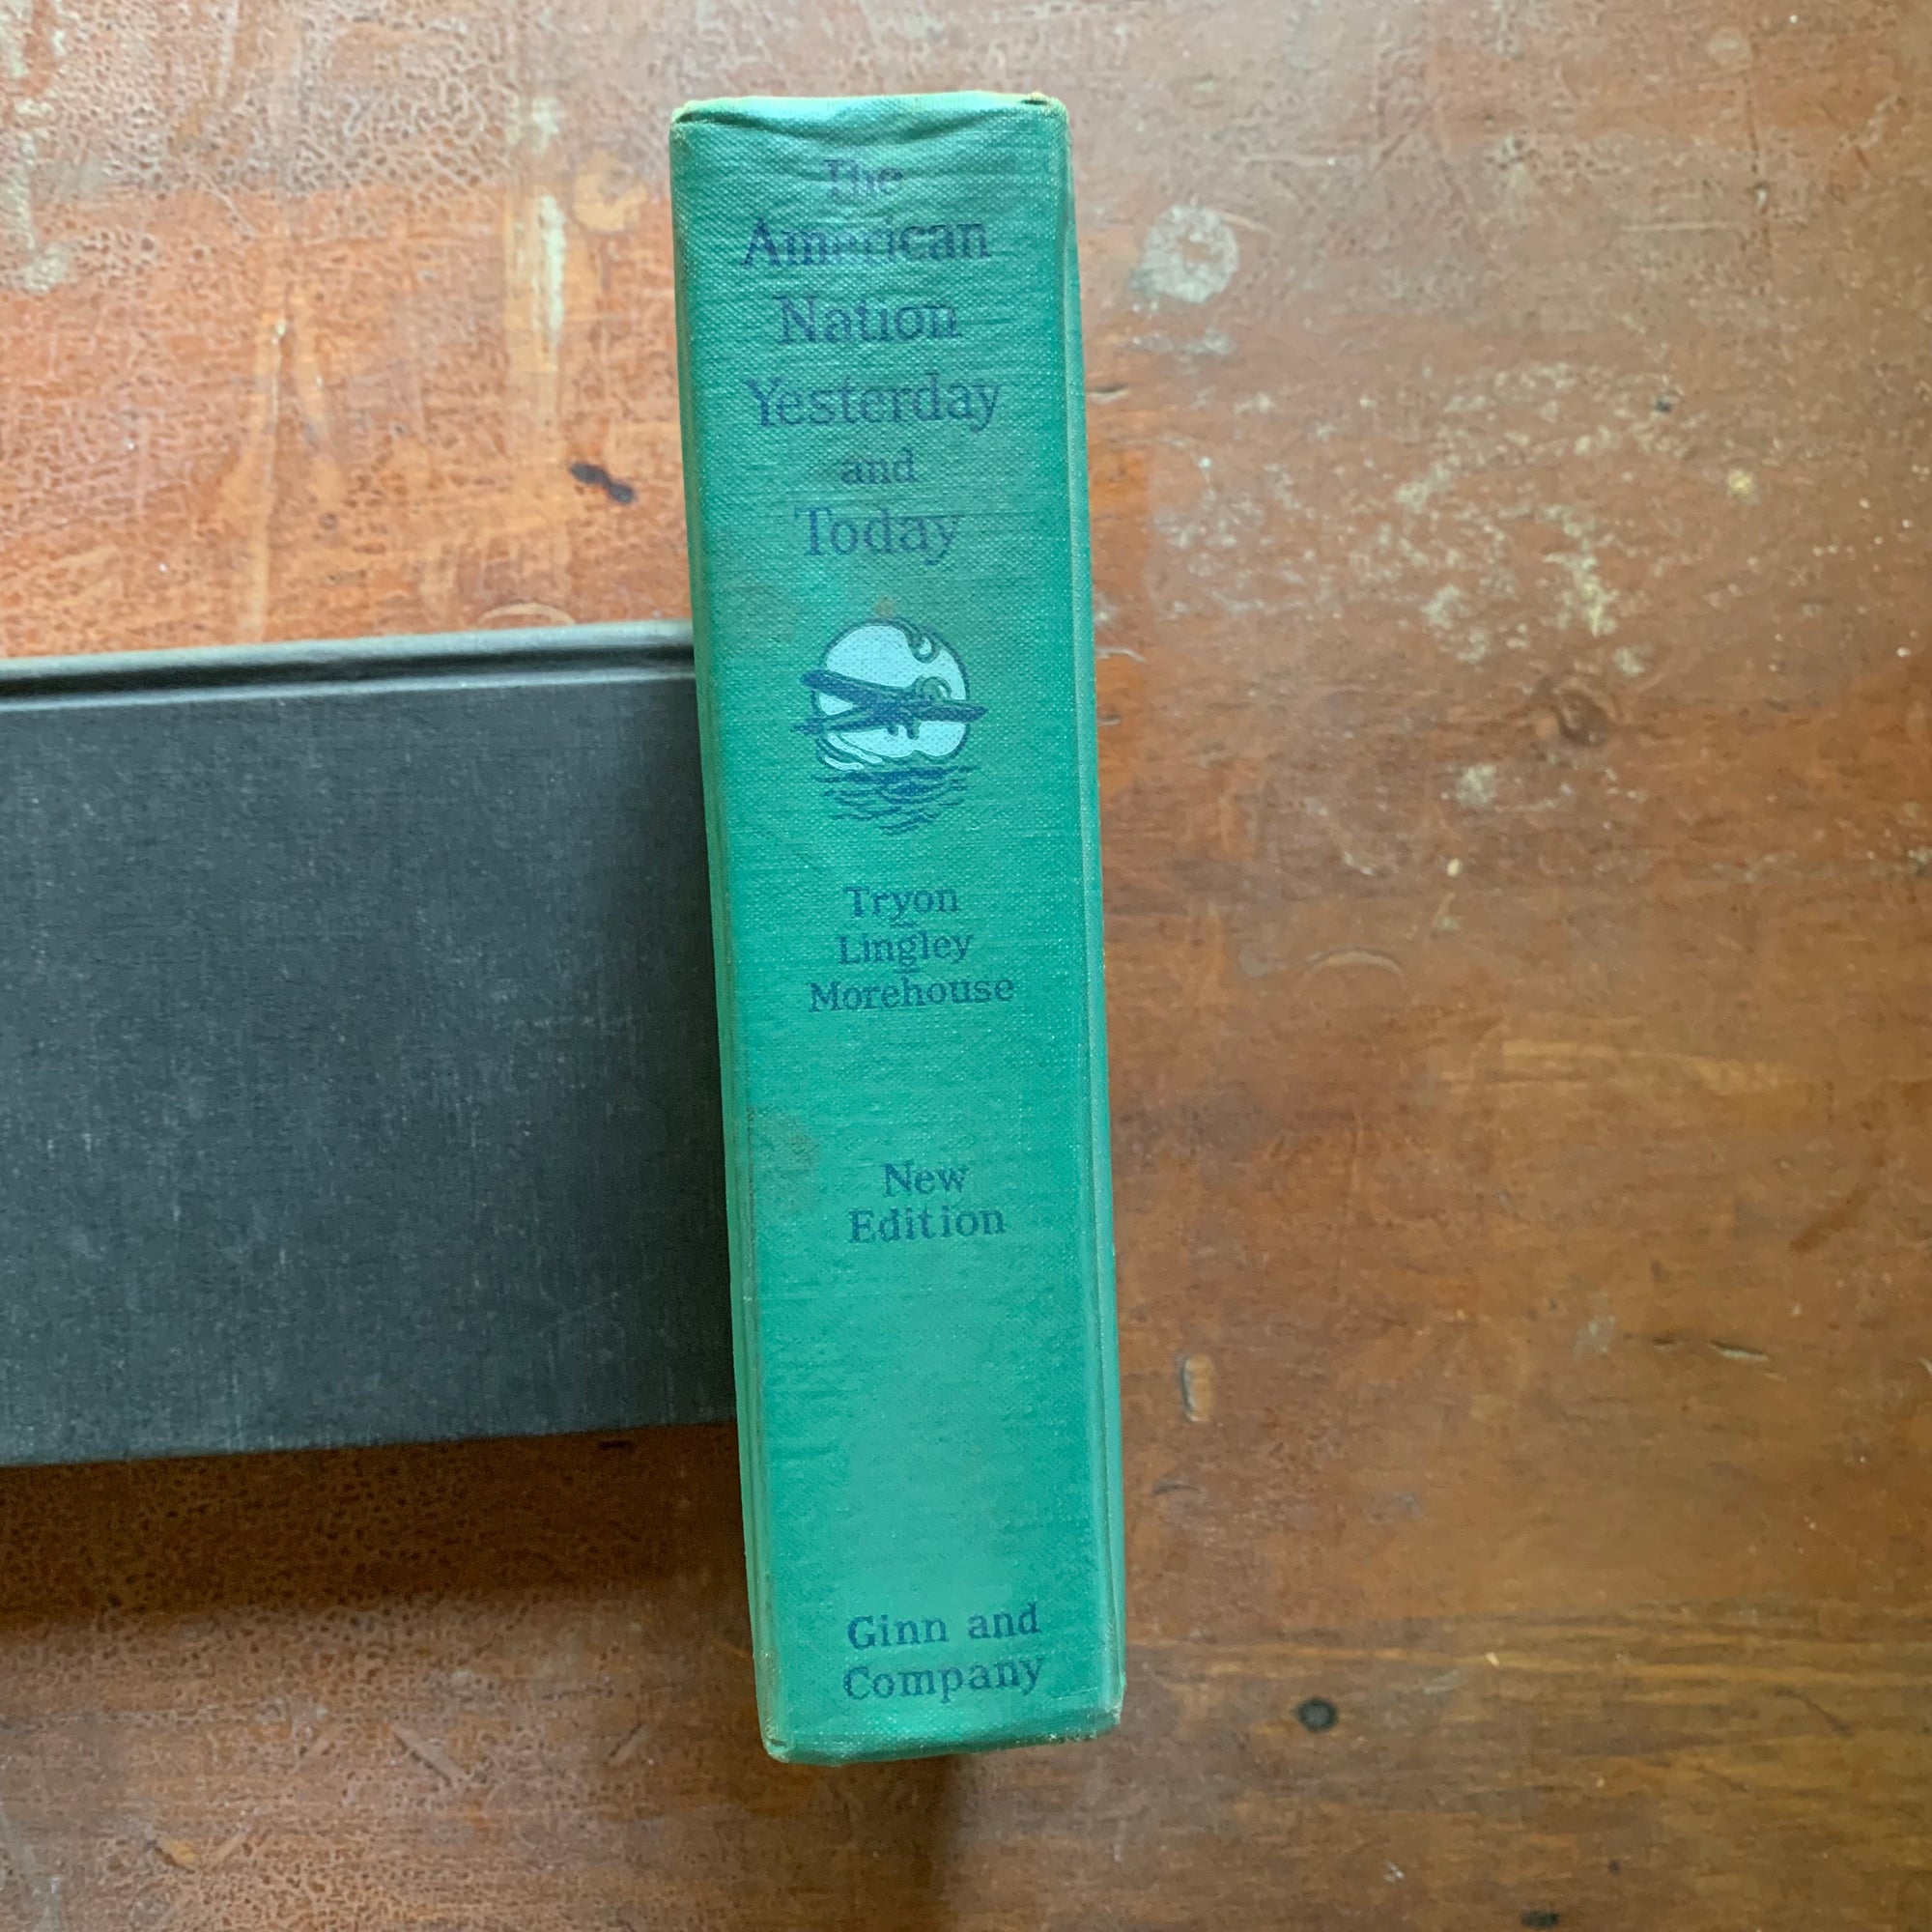 The
American
Nation
Yesterday
and
Today
Tryon
Lingley
Morehouse
New
Edition
Ginn and
Company